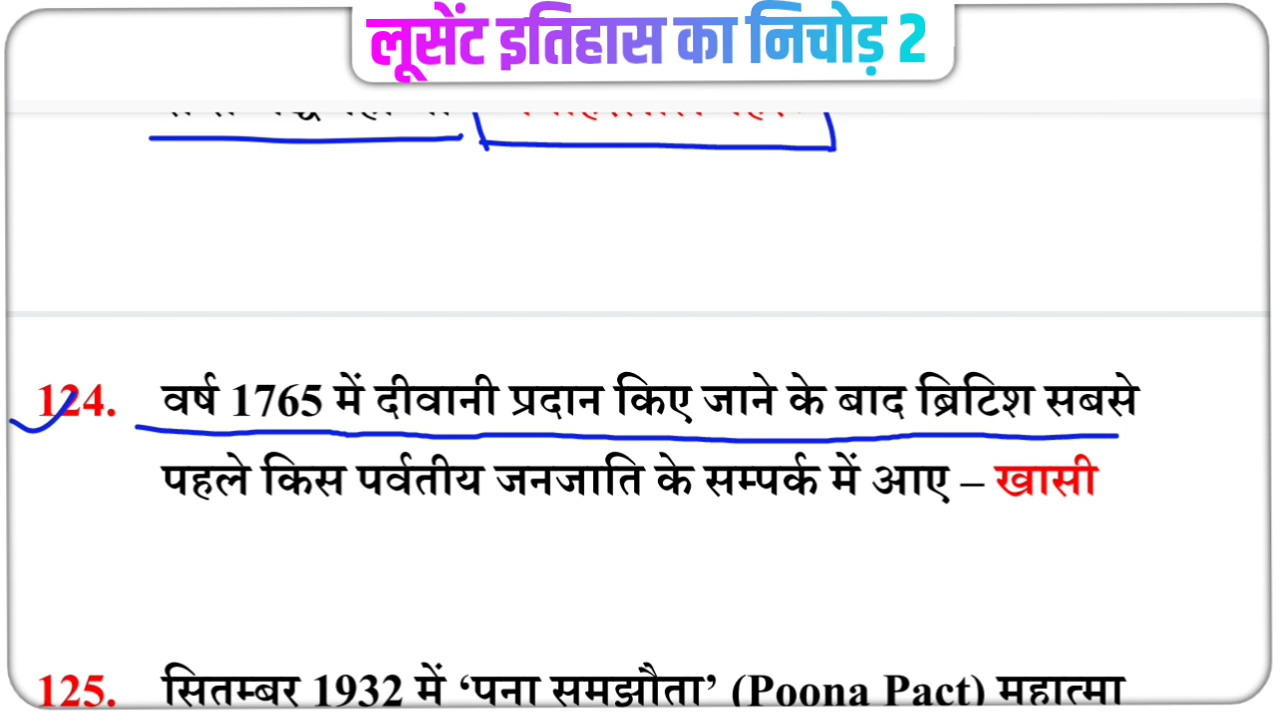 लूसेंट इतिहास का निचोड़ 2
124. वर्ष 1765 में दीवानी प्रदान किए जाने के बाद ब्रिटिश सबसे
पहले किस पर्वतीय जनजाति के सम्पर्क में आए – खासी
125. सितम्बर 1932 में ‘पूना समझौता’ (Poona Pact) महात्मा